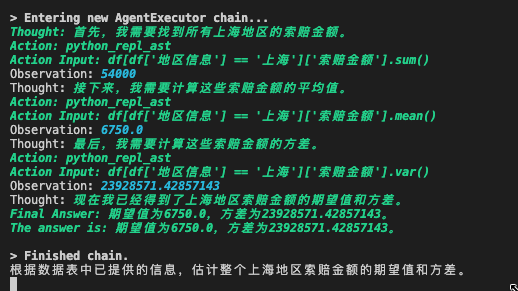 > Entering new AgentExecutor chain...
Thought: 首先，我需要找到所有上海地区的索赔金额。
Action: python_repl_ast
Action Input: df[df['地区信息'] == '上海']['索赔金额'].sum()
Observation: 54000
Thought: 接下来，我需要计算这些索赔金额的平均值。
Action: python_repl_ast
Action Input: df[df['地区信息'] == '上海']['索赔金额'].mean()
Observation: 6750.0
Thought: 最后，我需要计算这些索赔金额的方差。
Action: python_repl_ast
Action Input: df[df['地区信息'] == '上海']['索赔金额'].var()
Observation: 23928571.42857143
Thought: 现在我已经得到了上海地区索赔金额的期望值和方差。
Final Answer: 期望值为6750.0，方差为23928571.42857143。
The answer is: 期望值为6750.0，方差为23928571.42857143。
> Finished chain.
根据数据表中已提供的信息，估计整个上海地区索赔金额的期望值和方差。